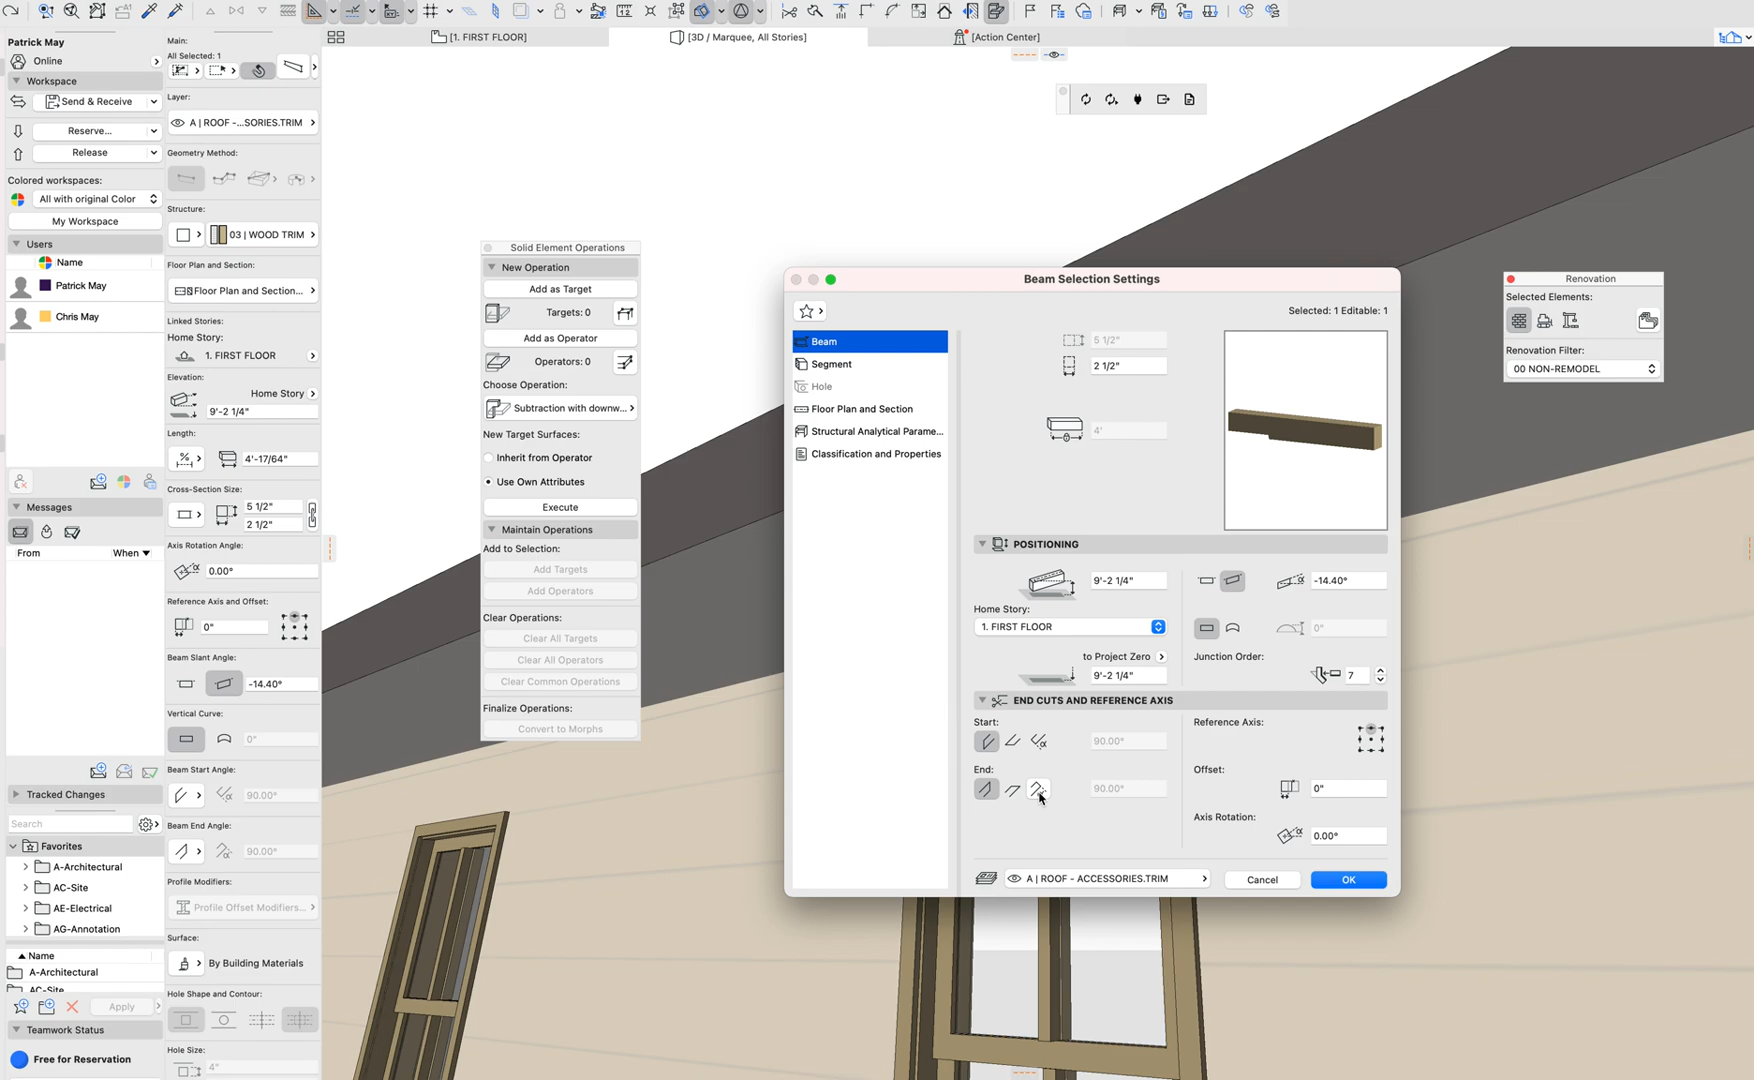 [1. FIRST FLOOR]
[3D / Marquee, All Stories]
[Action Center]
Patrick May
Online
Workspace
Send & Receive
Reserve...
Release
Colored workspaces:
All with original Color
My Workspace
Users
Name
Patrick May
Chris May
Messages
From When ▼
Tracked Changes
Search
Favorites
A-Architectural
AC-Site
AE-Electrical
AG-Annotation
▲ Name
A-Architectural
AC-Site
Apply
Teamwork Status
Free for Reservation
Main:
All Selected: 1
Layer:
A | ROOF -...SORIES.TRIM
Geometry Method:
Structure:
03 | WOOD TRIM
Floor Plan and Section:
Floor Plan and Section...
Linked Stories:
Home Story:
1. FIRST FLOOR
Elevation:
Home Story
9'-2 1/4"
Length:
4'-17/64"
Cross-Section Size:
5 1/2"
2 1/2"
Axis Rotation Angle:
0.00°
Reference Axis and Offset:
0"
Beam Slant Angle:
-14.40°
Vertical Curve:
0°
Beam Start Angle:
90.00°
Beam End Angle:
90.00°
Profile Modifiers:
Profile Offset Modifiers...
Surface:
By Building Materials
Hole Shape and Contour:
Hole Size:
4"
Solid Element Operations
New Operation
Add as Target
Targets: 0
Add as Operator
Operators: 0
Choose Operation:
Subtraction with downw...
New Target Surfaces:
Inherit from Operator
Use Own Attributes
Execute
Maintain Operations
Add to Selection:
Add Targets
Add Operators
Clear Operations:
Clear All Targets
Clear All Operators
Clear Common Operations
Finalize Operations:
Convert to Morphs
Beam Selection Settings
Selected: 1 Editable: 1
Beam
Segment
Hole
Floor Plan and Section
Structural Analytical Parame...
Classification and Properties
5 1/2"
2 1/2"
4'
POSITIONING
9'-2 1/4"
-14.40°
Home Story:
1. FIRST FLOOR
0°
to Project Zero
Junction Order:
9'-2 1/4"
7
END CUTS AND REFERENCE AXIS
Start:
Reference Axis:
90.00°
End:
Offset:
90.00°
0"
Axis Rotation:
0.00°
A | ROOF - ACCESSORIES.TRIM
Cancel
OK
Renovation
Selected Elements:
Renovation Filter:
00 NON-REMODEL